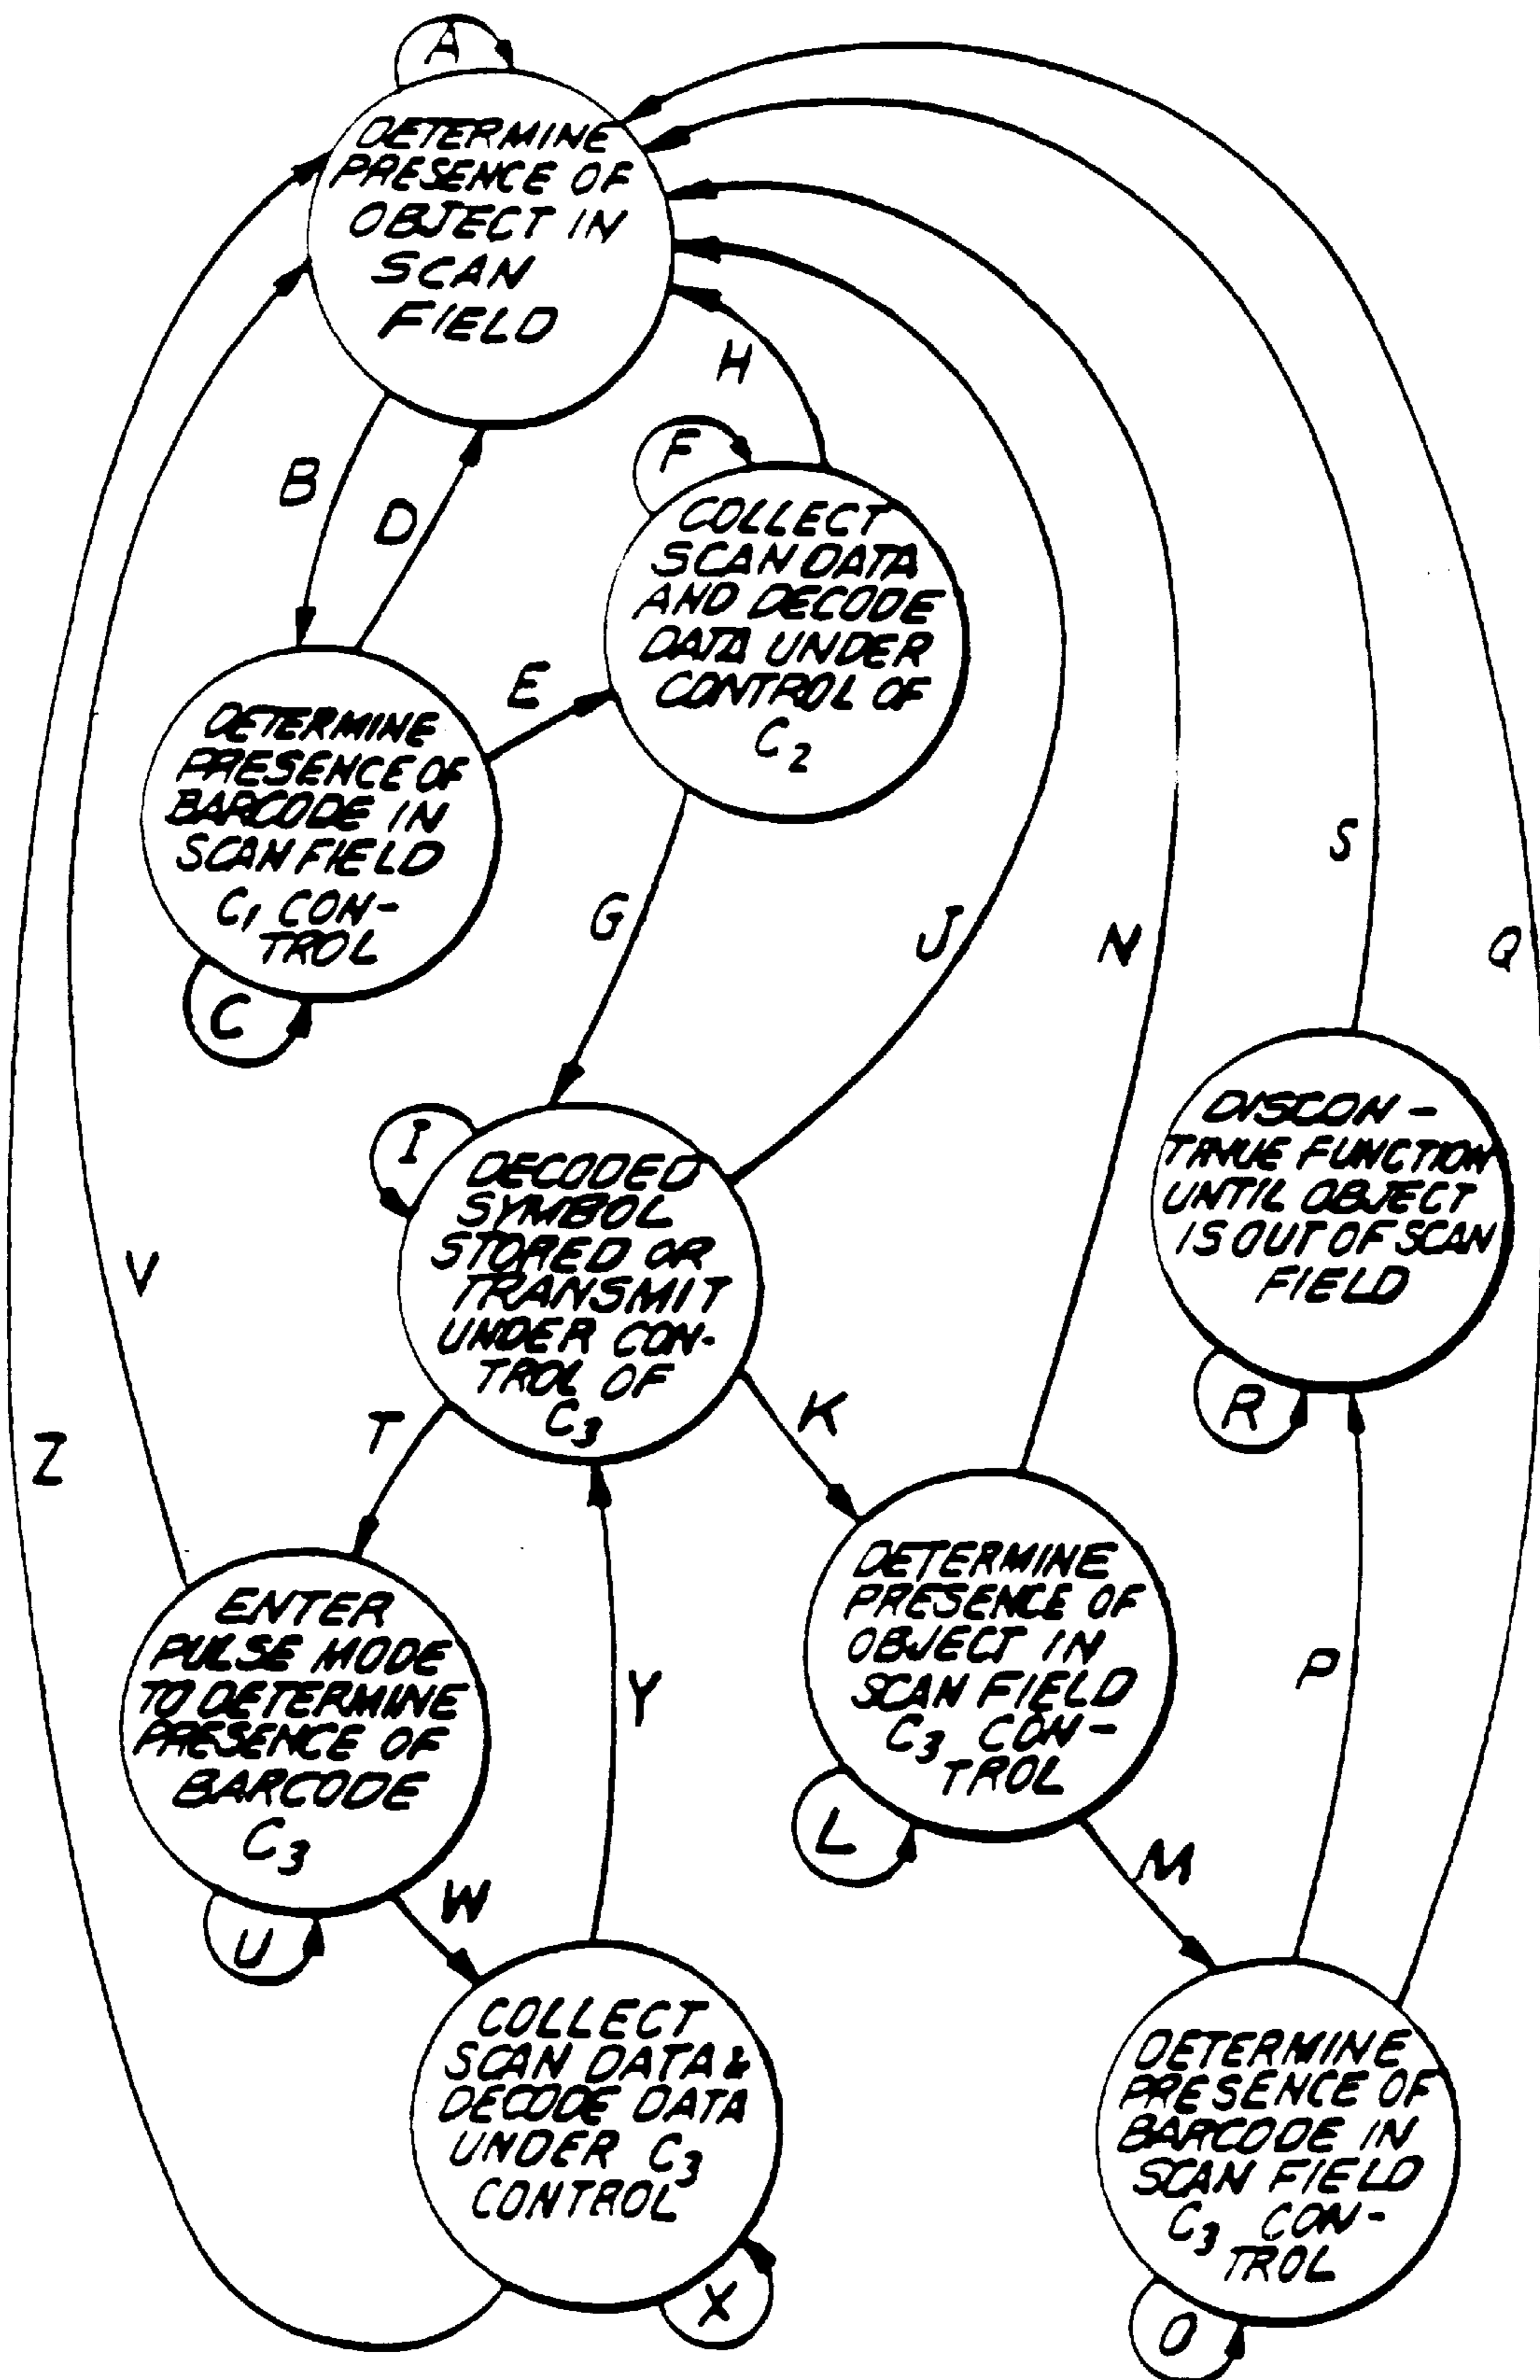 A
DETERMINE
PRESENCE OF
OBJECT IN
SCAN
FIELD
H
B
D
F
COLLECT
SCAN DATA
AND DECODE
DATA UNDER
CONTROL OF
C2
E
DETERMINE
PRESENCE OF
BARCODE IN
SCAN FIELD
C1 CON-
TROL
C
G
J
N
S
Q
I
DECODED
SYMBOL
STORED OR
TRANSMIT
UNDER CON-
TROL OF
C3
DISCON-
TINUE FUNCTION
UNTIL OBJECT
IS OUT OF SCAN
FIELD
R
V
Z
T
K
ENTER
PULSE MODE
TO DETERMINE
PRESENCE OF
BARCODE
C3
U
Y
DETERMINE
PRESENCE OF
OBJECT IN
SCAN FIELD
C3 CON-
TROL
L
P
M
W
COLLECT
SCAN DATA &
DECODE DATA
UNDER C3
CONTROL
X
DETERMINE
PRESENCE OF
BARCODE IN
SCAN FIELD
C3 CON-
TROL
O